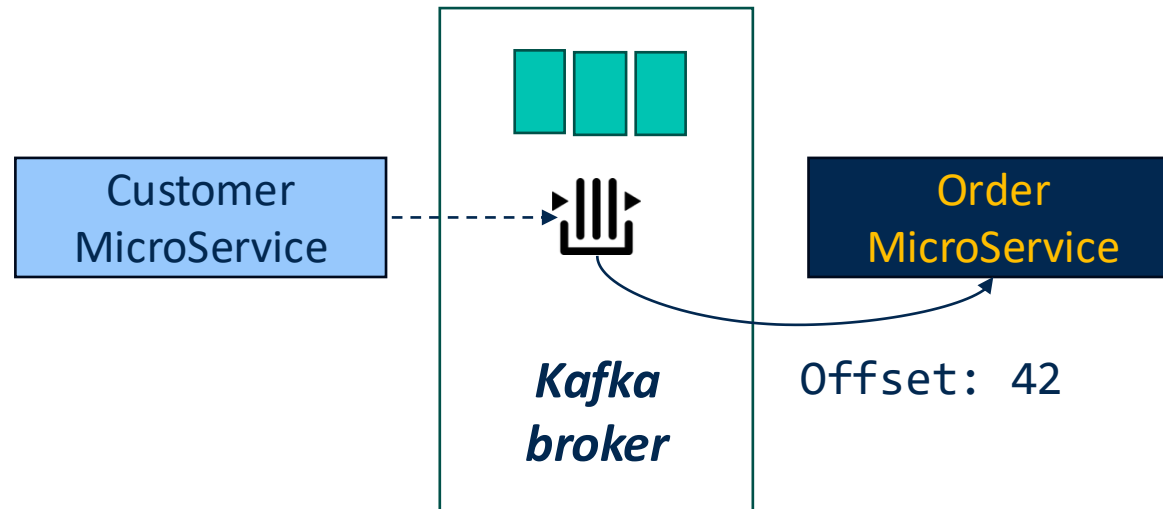 Customer
MicroService
Order
MicroService
Kafka
broker
Offset: 42